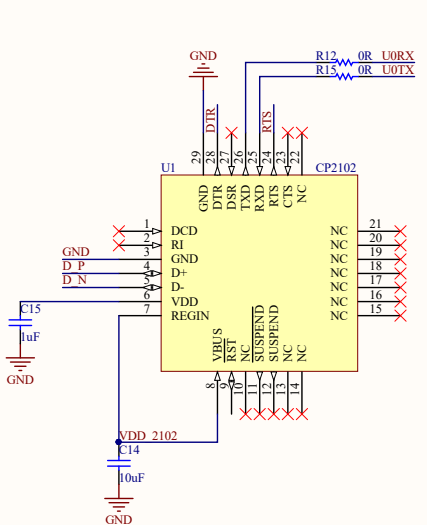 R12 0R U0RX
R15 0R U0TX
GND
DTR
RTS
29 28 27 26 25 24 23 22
U1 CP2102
GND DTR DSR TXD RXD RTS CTS NC
1 DCD NC 21
2 RI NC 20
GND 3 GND NC 19
D_P 4 D+ NC 18
D_N 5 D- NC 17
6 VDD NC 16
7 REGIN NC 15
C15
1uF
GND
VBUS RST NC SUSPEND SUSPEND NC NC
8 9 10 11 12 13 14
VDD_2102
C14
10uF
GND